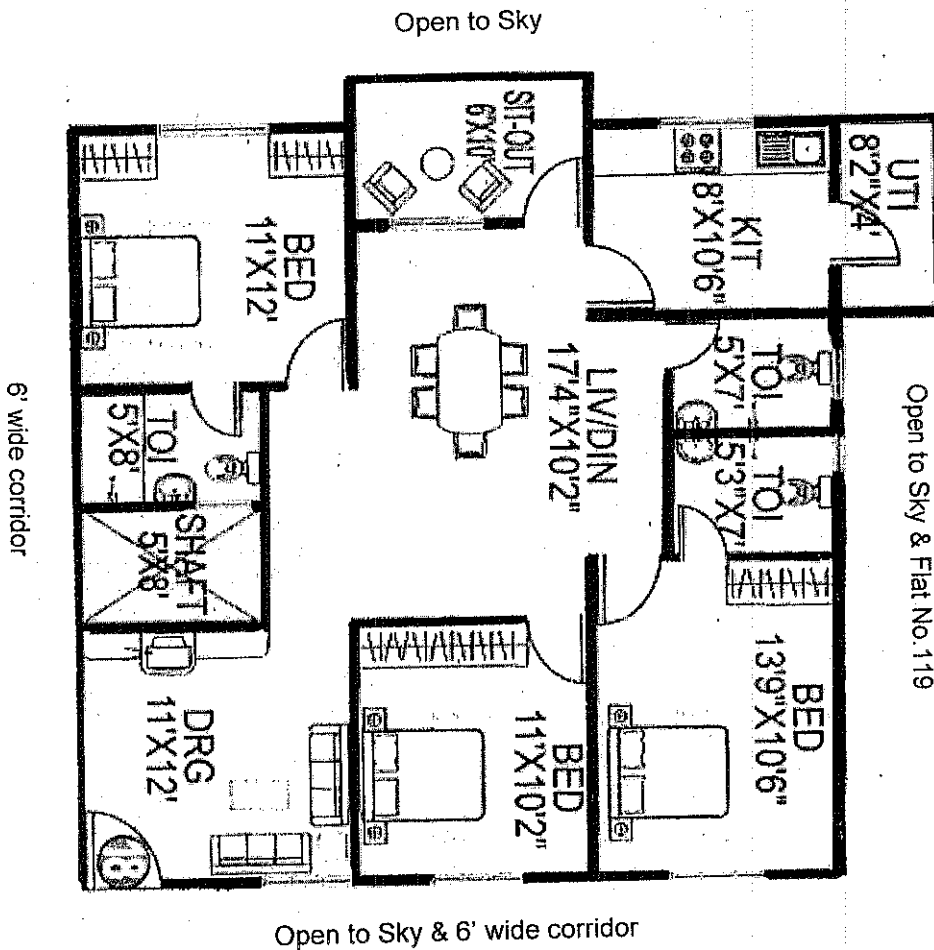 Open to Sky
SIT-OUT
6'X10'
UTI
8'2"X4'
KIT
8'X10'6"
BED
11'X12'
LIV/DIN
17'4"X10'2"
TOI
5'X7'
TOI
5'3"X7'
TOI
5'X8'
SHAFT
5'X8'
DRG
11'X12'
BED
11'X10'2"
BED
13'9"X10'6"
6' wide corridor
Open to Sky & Flat No.119
Open to Sky & 6' wide corridor